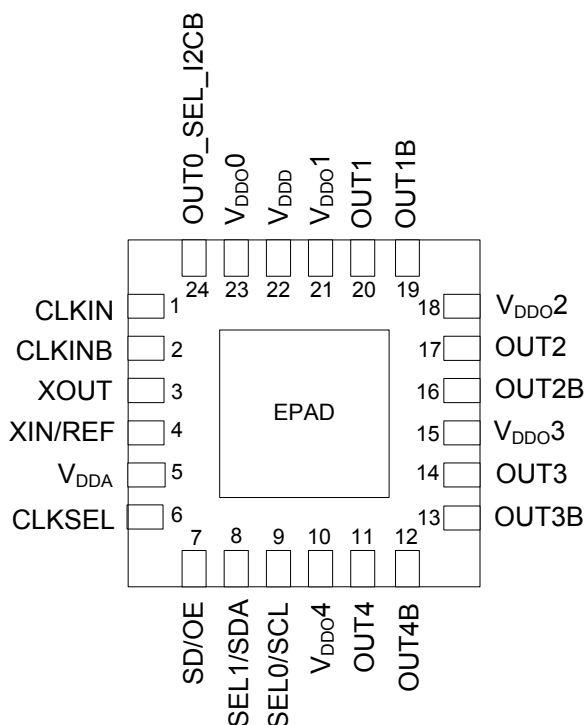 OUT0_SEL_I2CB
VDDO0
VDDD
VDDO1
OUT1
OUT1B
24
23
22
21
20
19
CLKIN
1
18
VDDO2
CLKINB
2
17
OUT2
XOUT
3
16
OUT2B
EPAD
XIN/REF
4
15
VDDO3
VDDA
5
14
OUT3
CLKSEL
6
13
OUT3B
7
8
9
10
11
12
SD/OE
SEL1/SDA
SEL0/SCL
VDDO4
OUT4
OUT4B